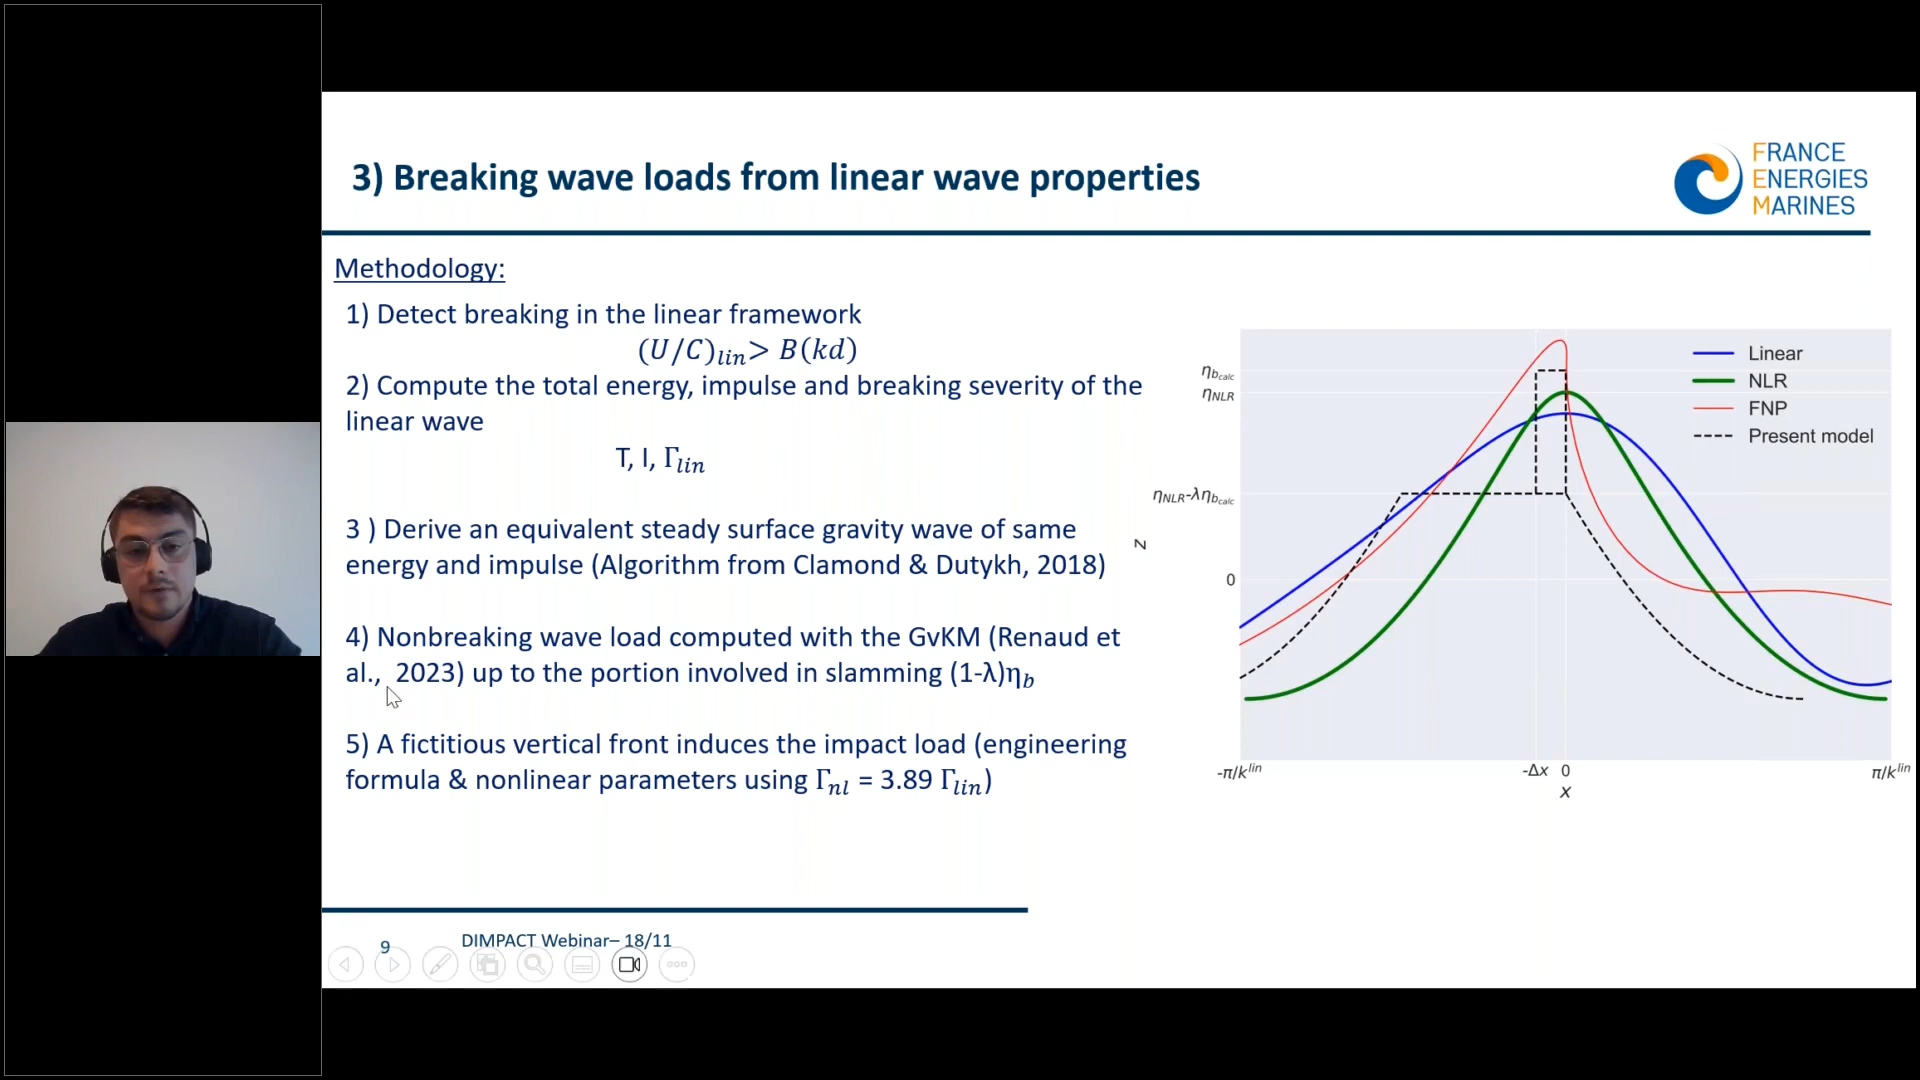 3) Breaking wave loads from linear wave properties
FRANCE
ENERGIES
MARINES
Methodology:
1) Detect breaking in the linear framework
(U/C)lin> B(kd)
2) Compute the total energy, impulse and breaking severity of the
linear wave
T, I, Γlin
3 ) Derive an equivalent steady surface gravity wave of same
energy and impulse (Algorithm from Clamond & Dutykh, 2018)
4) Nonbreaking wave load computed with the GvKM (Renaud et
al., 2023) up to the portion involved in slamming (1-λ)ηb
5) A fictitious vertical front induces the impact load (engineering
formula & nonlinear parameters using Γnl = 3.89 Γlin)
Linear
NLR
FNP
Present model
ηbcalc
ηNLR
ηNLR-ληbcalc
z
0
-π/klin
-Δx
0
π/klin
x
9
DIMPACT Webinar– 18/11